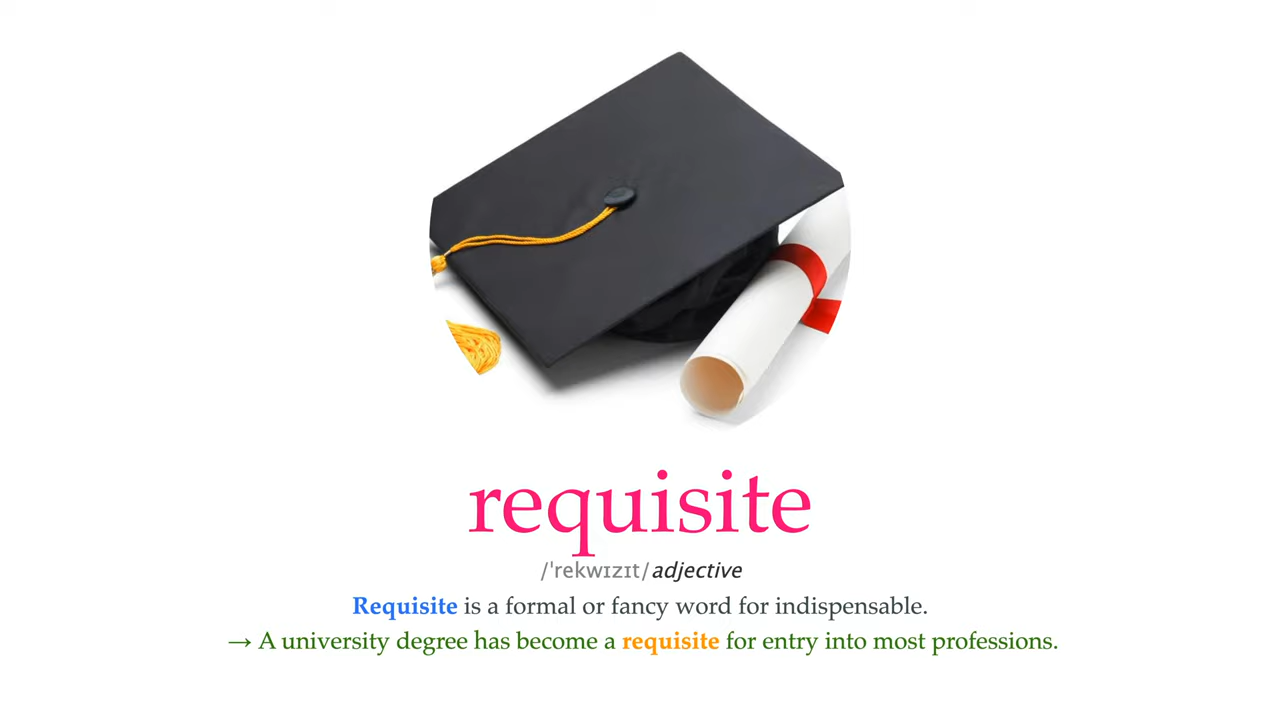 requisite
/ˈrekwɪzɪt/adjective
Requisite is a formal or fancy word for indispensable.
→ A university degree has become a requisite for entry into most professions.